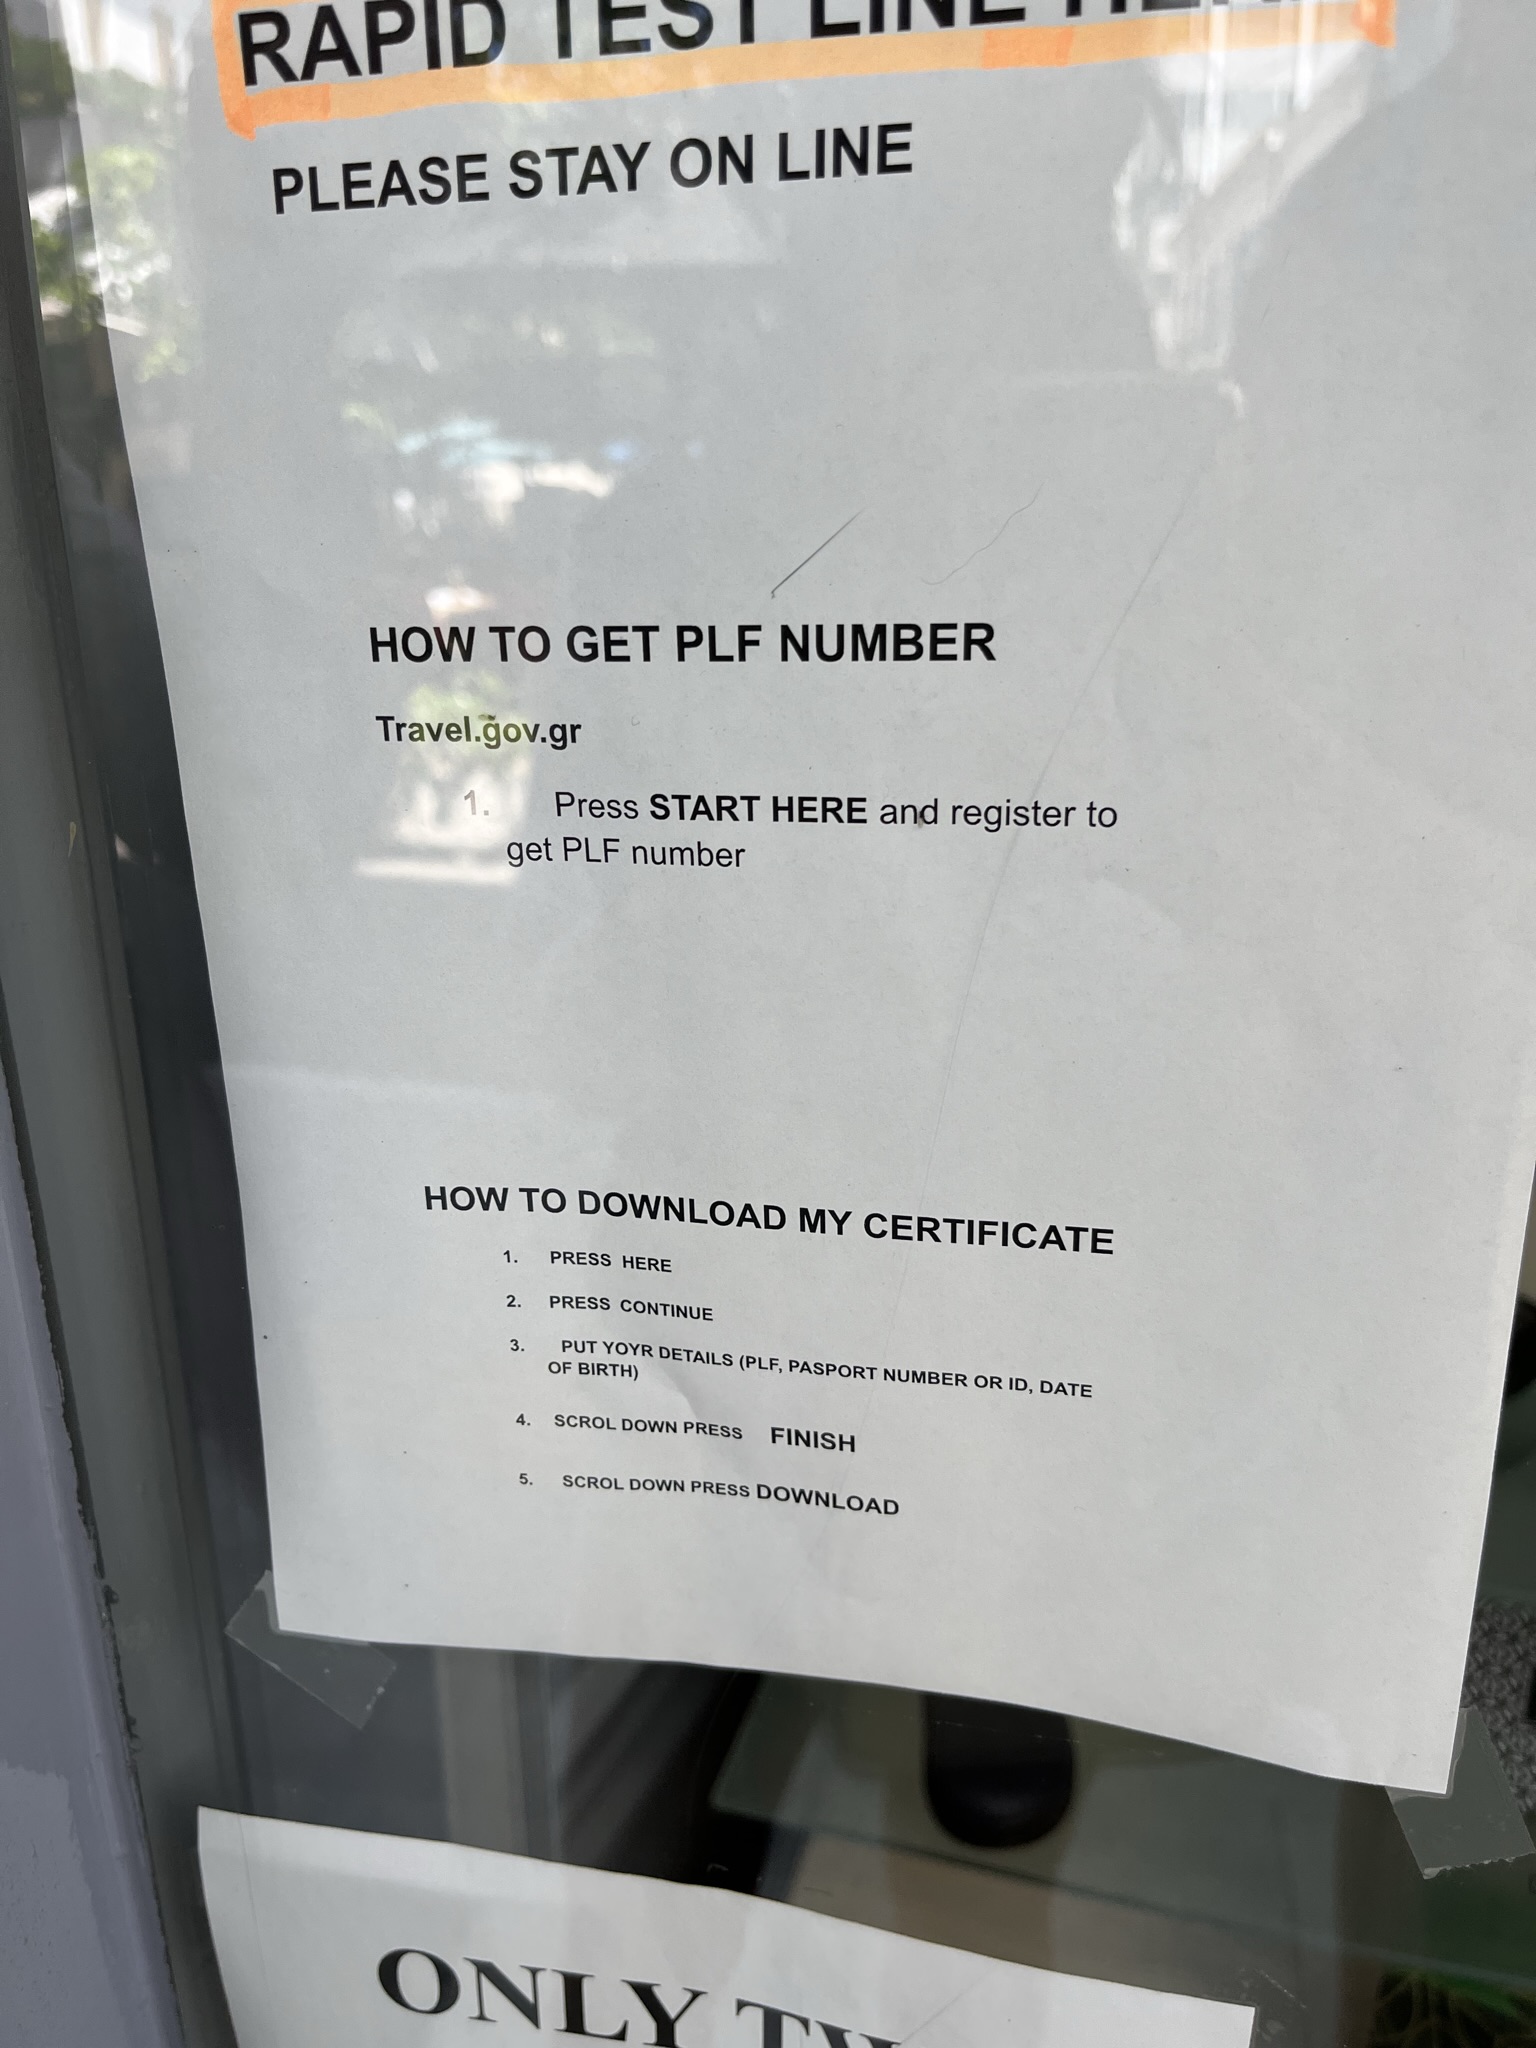 RAPID TEST LINE HERE
PLEASE STAY ON LINE
HOW TO GET PLF NUMBER
Travel.gov.gr
1. Press START HERE and register to
get PLF number
HOW TO DOWNLOAD MY CERTIFICATE
1. PRESS HERE
2. PRESS CONTINUE
3. PUT YOYR DETAILS (PLF, PASPORT NUMBER OR ID, DATE
OF BIRTH)
4. SCROL DOWN PRESS FINISH
5. SCROL DOWN PRESS DOWNLOAD
ONLY